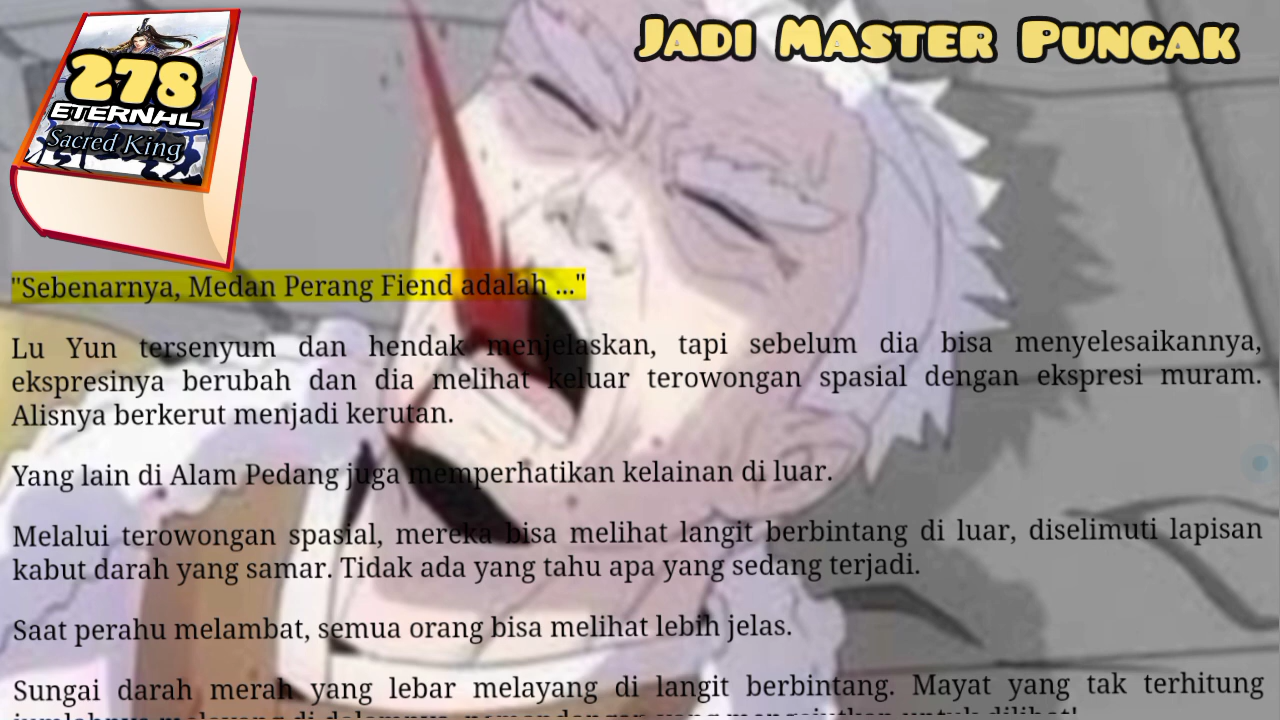 Jadi Master Puncak
278
ETERNAL
Sacred King
"Sebenarnya, Medan Perang Fiend adalah ..."
Lu Yun tersenyum dan hendak menjelaskan, tapi sebelum dia bisa menyelesaikannya,
ekspresinya berubah dan dia melihat keluar terowongan spasial dengan ekspresi muram.
Alisnya berkerut menjadi kerutan.
Yang lain di Alam Pedang juga memperhatikan kelainan di luar.
Melalui terowongan spasial, mereka bisa melihat langit berbintang di luar, diselimuti lapisan
kabut darah yang samar. Tidak ada yang tahu apa yang sedang terjadi.
Saat perahu melambat, semua orang bisa melihat lebih jelas.
Sungai darah merah yang lebar melayang di langit berbintang. Mayat yang tak terhitung